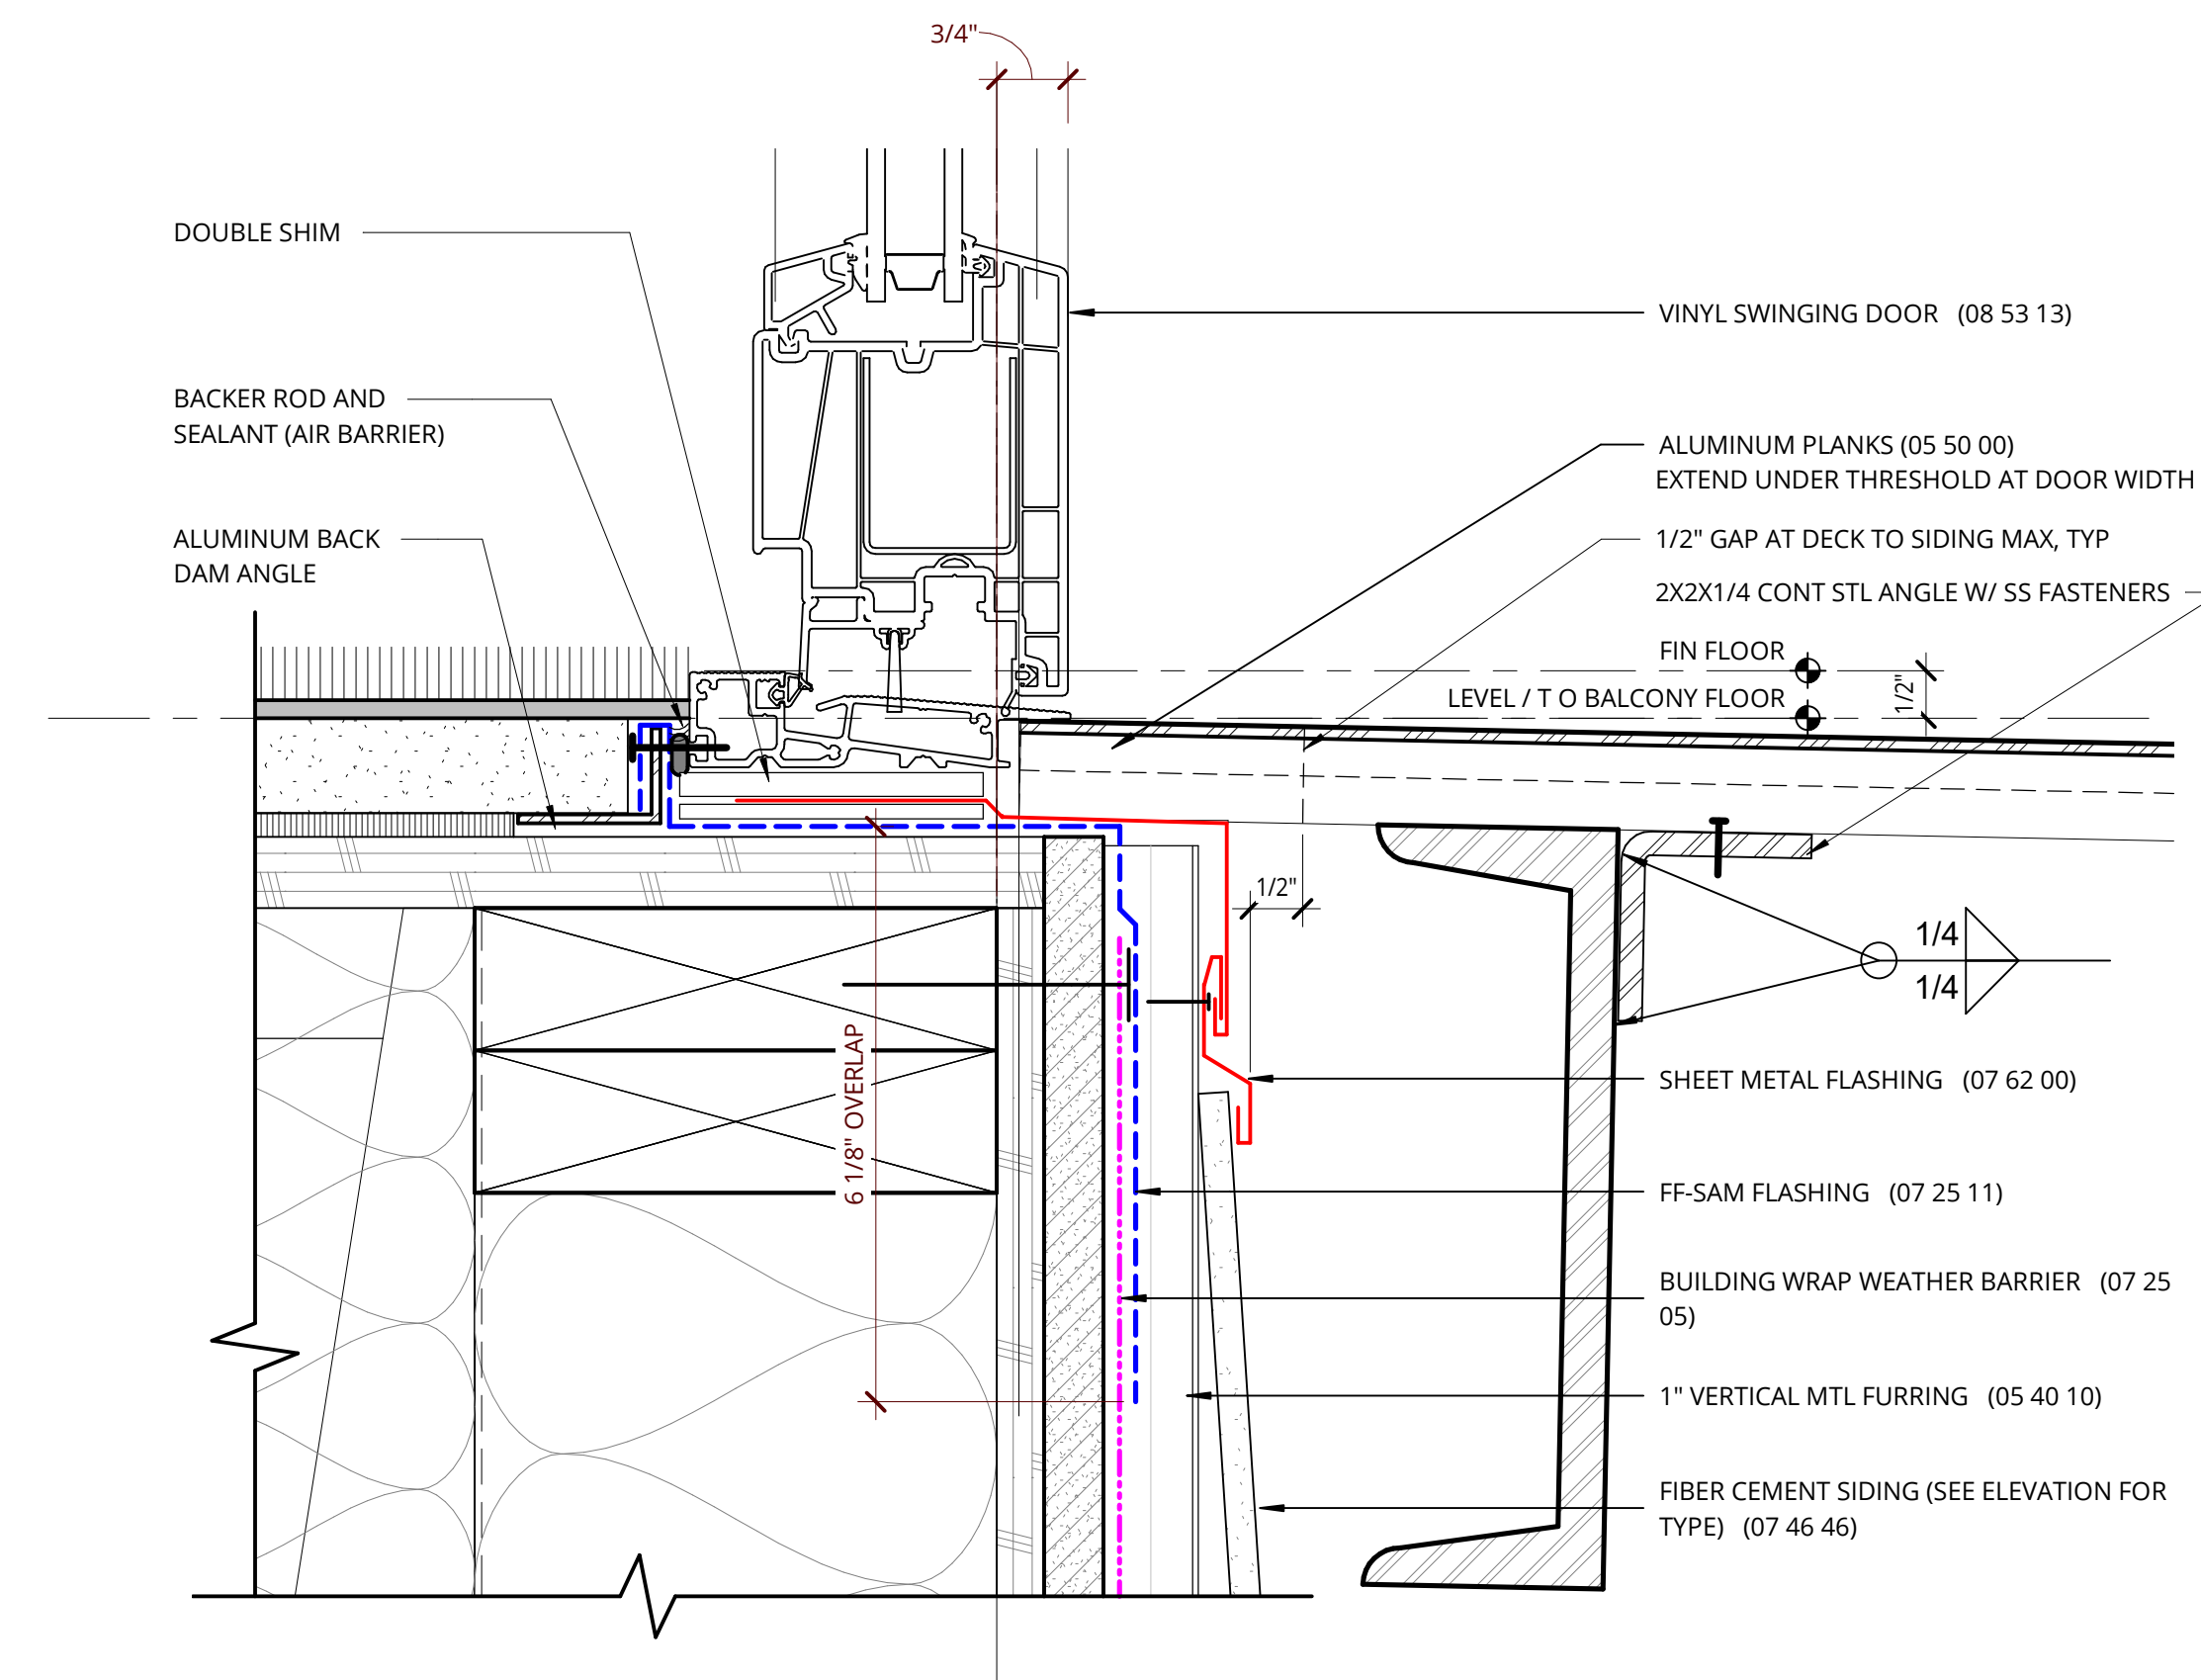 3/4"
DOUBLE SHIM
VINYL SWINGING DOOR (08 53 13)
BACKER ROD AND
SEALANT (AIR BARRIER)
ALUMINUM PLANKS (05 50 00)
EXTEND UNDER THRESHOLD AT DOOR WIDTH
ALUMINUM BACK
DAM ANGLE
1/2" GAP AT DECK TO SIDING MAX, TYP
2X2X1/4 CONT STL ANGLE W/ SS FASTENERS
FIN FLOOR
LEVEL / T O BALCONY FLOOR
1/2"
1/2"
1/4
1/4
6 1/8" OVERLAP
SHEET METAL FLASHING (07 62 00)
FF-SAM FLASHING (07 25 11)
BUILDING WRAP WEATHER BARRIER (07 25
05)
1" VERTICAL MTL FURRING (05 40 10)
FIBER CEMENT SIDING (SEE ELEVATION FOR
TYPE) (07 46 46)